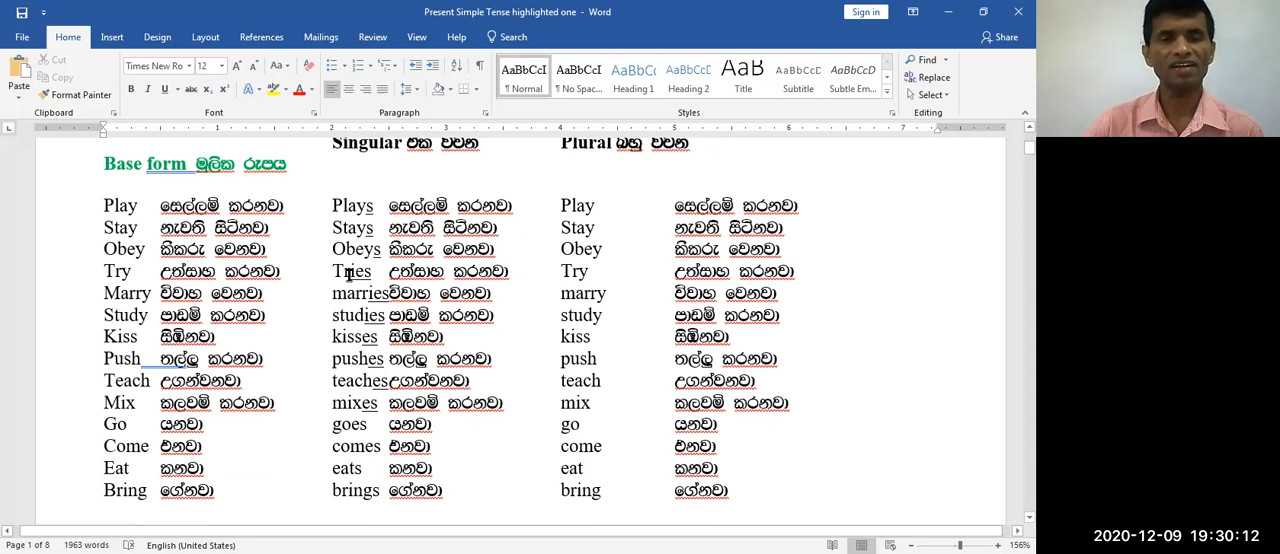 Present Simple Tense highlighted one - Word
Sign in
File Home Insert Design Layout References Mailings Review View Help Search Share
Paste
Cut
Copy
Format Painter
Times New Ro 12
AaBbCcI AaBbCcI AaBbCc AaBbCcI AaB AaBbCcD AaBbCcD
¶ Normal ¶ No Spac... Heading 1 Heading 2 Title Subtitle Subtle Em...
Find
Replace
Select
Clipboard Font Paragraph Styles Editing
Singular ඒක වචන Plural බහු වචන
Base form මුලික රූපය
Play සෙල්ලම් කරනවා Plays සෙල්ලම් කරනවා Play සෙල්ලම් කරනවා
Stay නැවතී සිටිනවා Stays නැවතී සිටිනවා Stay නැවතී සිටිනවා
Obey කීකරු වෙනවා Obeys කීකරු වෙනවා Obey කීකරු වෙනවා
Try උත්සාහ කරනවා Tries උත්සාහ කරනවා Try උත්සාහ කරනවා
Marry විවාහ වෙනවා marries විවාහ වෙනවා marry විවාහ වෙනවා
Study පාඩම් කරනවා studies පාඩම් කරනවා study පාඩම් කරනවා
Kiss සිඹිනවා kisses සිඹිනවා kiss සිඹිනවා
Push තල්ලු කරනවා pushes තල්ලු කරනවා push තල්ලු කරනවා
Teach උගන්වනවා teaches උගන්වනවා teach උගන්වනවා
Mix කලවම් කරනවා mixes කලවම් කරනවා mix කලවම් කරනවා
Go යනවා goes යනවා go යනවා
Come එනවා comes එනවා come එනවා
Eat කනවා eats කනවා eat කනවා
Bring ගේනවා brings ගේනවා bring ගේනවා
Page 1 of 8 1963 words English (United States) 156%
2020-12-09 19:30:12